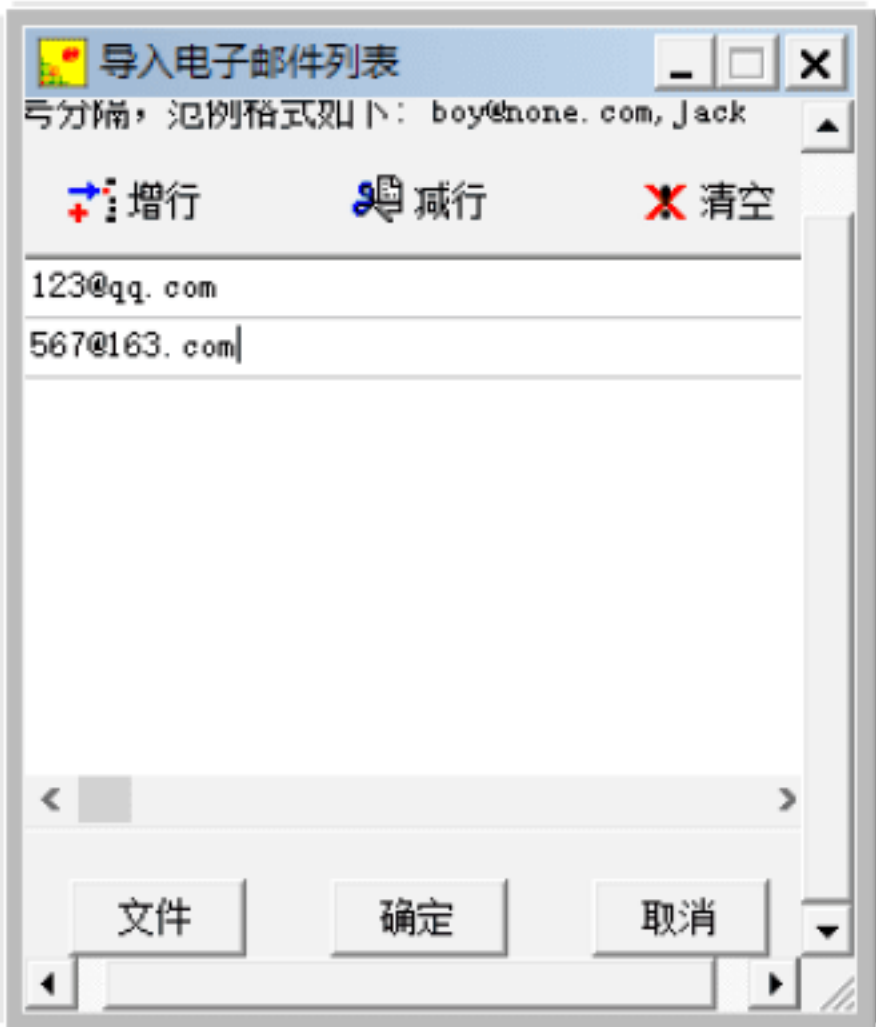 导入电子邮件列表
号分隔，范例格式如下：boy@none.com,Jack
增行 减行 清空
123@qq.com
567@163.com
文件 确定 取消